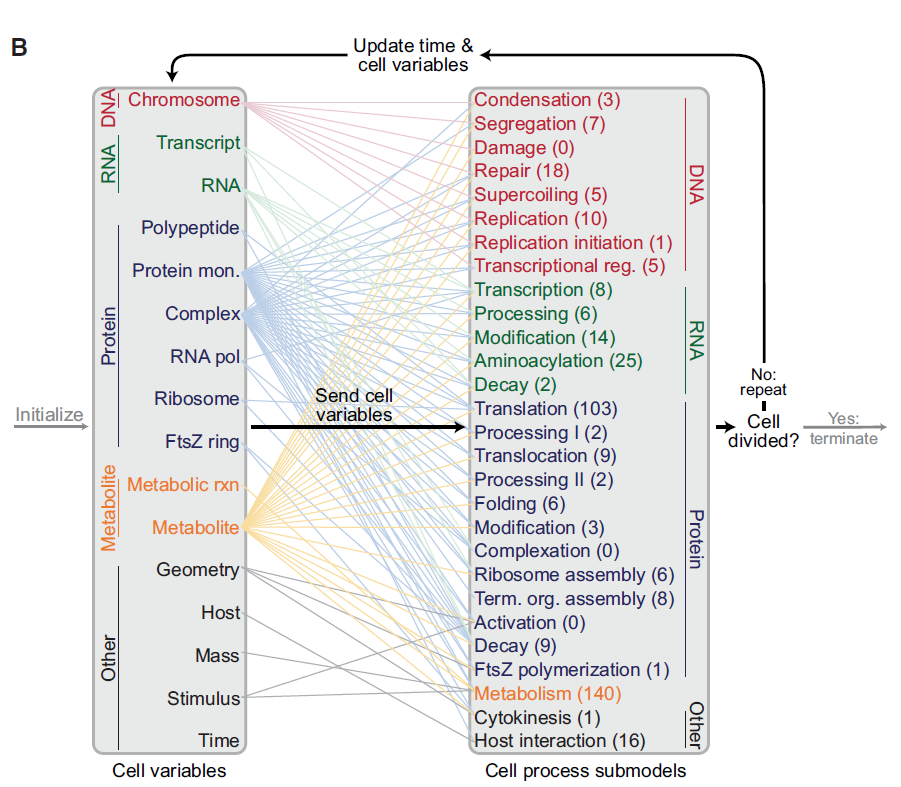 B
Update time &
cell variables
DNA
Chromosome
RNA
Transcript
RNA
Protein
Polypeptide
Protein mon.
Complex
RNA pol
Ribosome
FtsZ ring
Metabolite
Metabolic rxn
Metabolite
Other
Geometry
Host
Mass
Stimulus
Time
Cell variables
Initialize
Send cell
variables
Condensation (3)
Segregation (7)
Damage (0)
Repair (18)
Supercoiling (5)
Replication (10)
Replication initiation (1)
Transcriptional reg. (5)
DNA
Transcription (8)
Processing (6)
Modification (14)
Aminoacylation (25)
Decay (2)
RNA
Translation (103)
Processing I (2)
Translocation (9)
Processing II (2)
Folding (6)
Modification (3)
Complexation (0)
Ribosome assembly (6)
Term. org. assembly (8)
Activation (0)
Decay (9)
FtsZ polymerization (1)
Protein
Metabolism (140)
Cytokinesis (1)
Host interaction (16)
Other
Cell process submodels
No:
repeat
Cell
divided?
Yes:
terminate